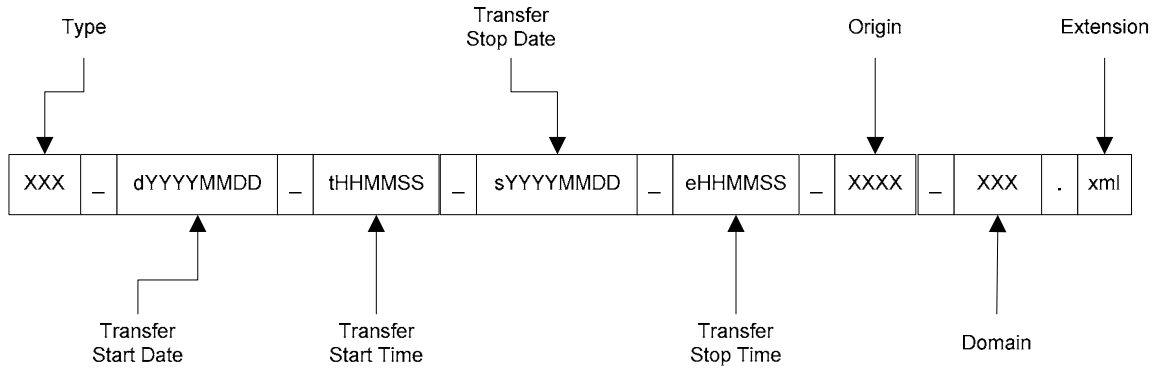 Type
Transfer
Stop Date
Origin
Extension
XXX _ dYYYYMMDD _ tHHMMSS _ sYYYYMMDD _ eHHMMSS _ XXXX _ XXX . xml
Transfer
Start Date
Transfer
Start Time
Transfer
Stop Time
Domain